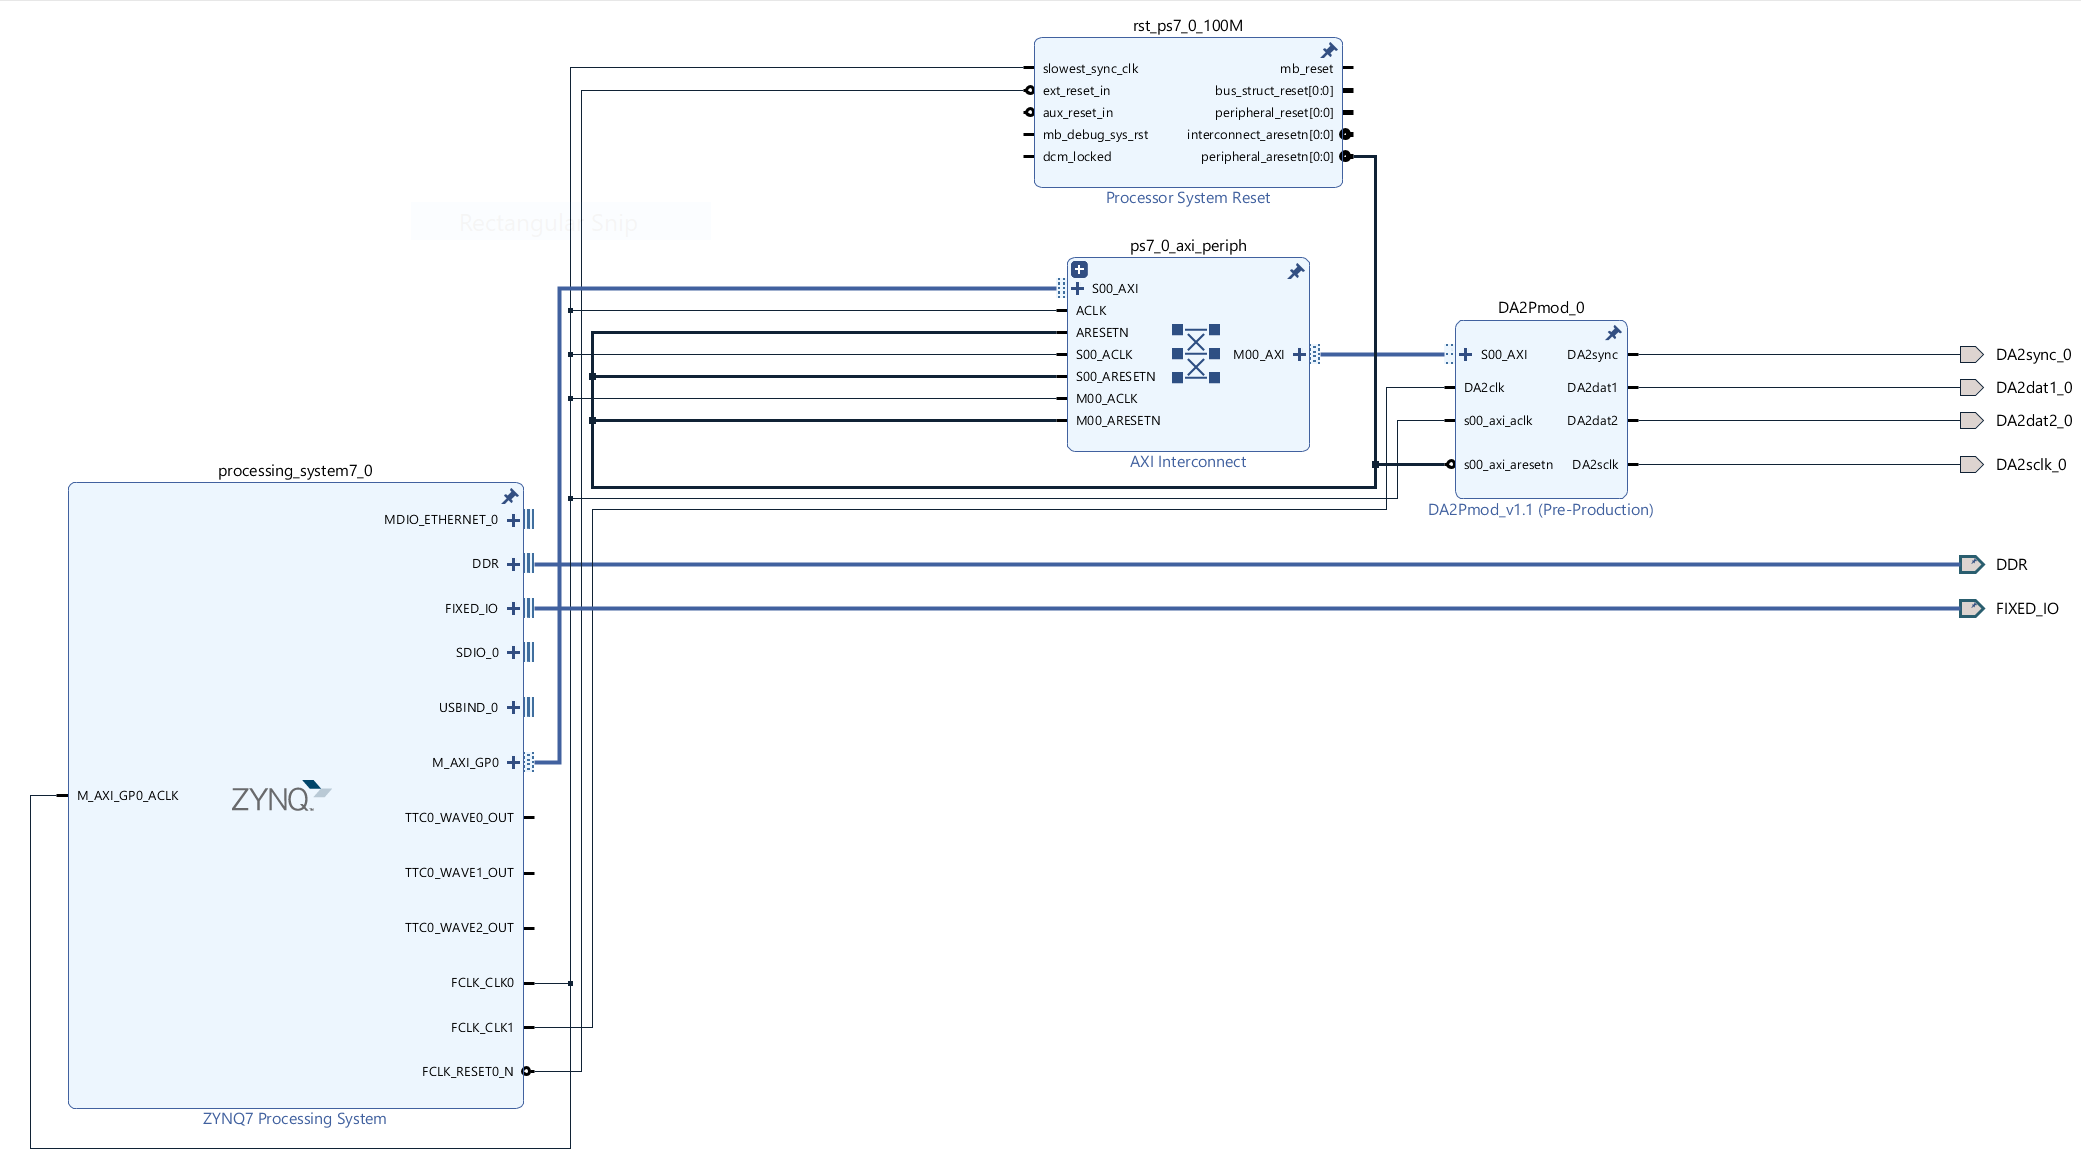 rst_ps7_0_100M
slowest_sync_clk
ext_reset_in
aux_reset_in
mb_debug_sys_rst
dcm_locked
mb_reset
bus_struct_reset[0:0]
peripheral_reset[0:0]
interconnect_aresetn[0:0]
peripheral_aresetn[0:0]
Processor System Reset
Rectangular Snip
ps7_0_axi_periph
S00_AXI
ACLK
ARESETN
S00_ACLK
S00_ARESETN
M00_ACLK
M00_ARESETN
M00_AXI
AXI Interconnect
DA2Pmod_0
S00_AXI
DA2clk
s00_axi_aclk
s00_axi_aresetn
DA2sync
DA2dat1
DA2dat2
DA2sclk
DA2Pmod_v1.1 (Pre-Production)
DA2sync_0
DA2dat1_0
DA2dat2_0
DA2sclk_0
DDR
FIXED_IO
processing_system7_0
M_AXI_GP0_ACLK
ZYNQ
MDIO_ETHERNET_0
DDR
FIXED_IO
SDIO_0
USBIND_0
M_AXI_GP0
TTC0_WAVE0_OUT
TTC0_WAVE1_OUT
TTC0_WAVE2_OUT
FCLK_CLK0
FCLK_CLK1
FCLK_RESET0_N
ZYNQ7 Processing System